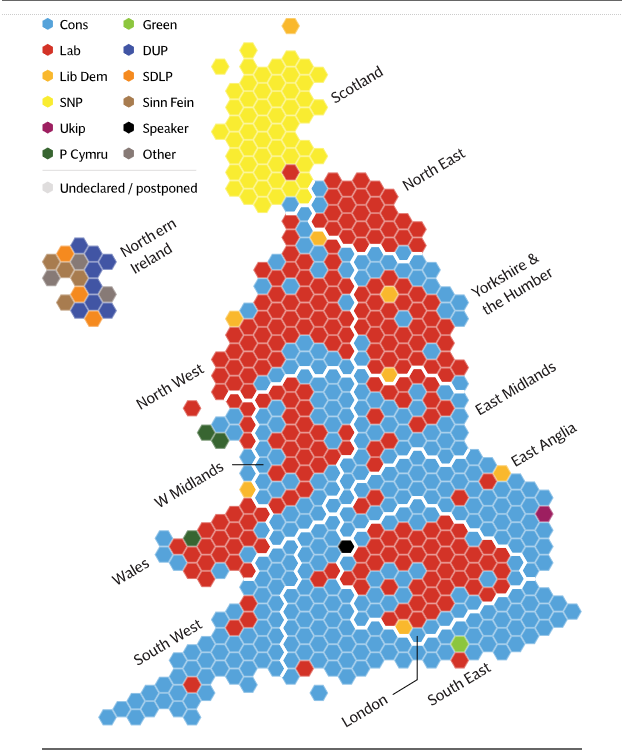 Cons
Green
Lab
DUP
Lib Dem
SDLP
SNP
Sinn Fein
Ukip
Speaker
P Cymru
Other
Undeclared / postponed
Scotland
North East
Northern
Ireland
Yorkshire &
the Humber
North West
East Midlands
East Anglia
W Midlands
Wales
South West
London
South East